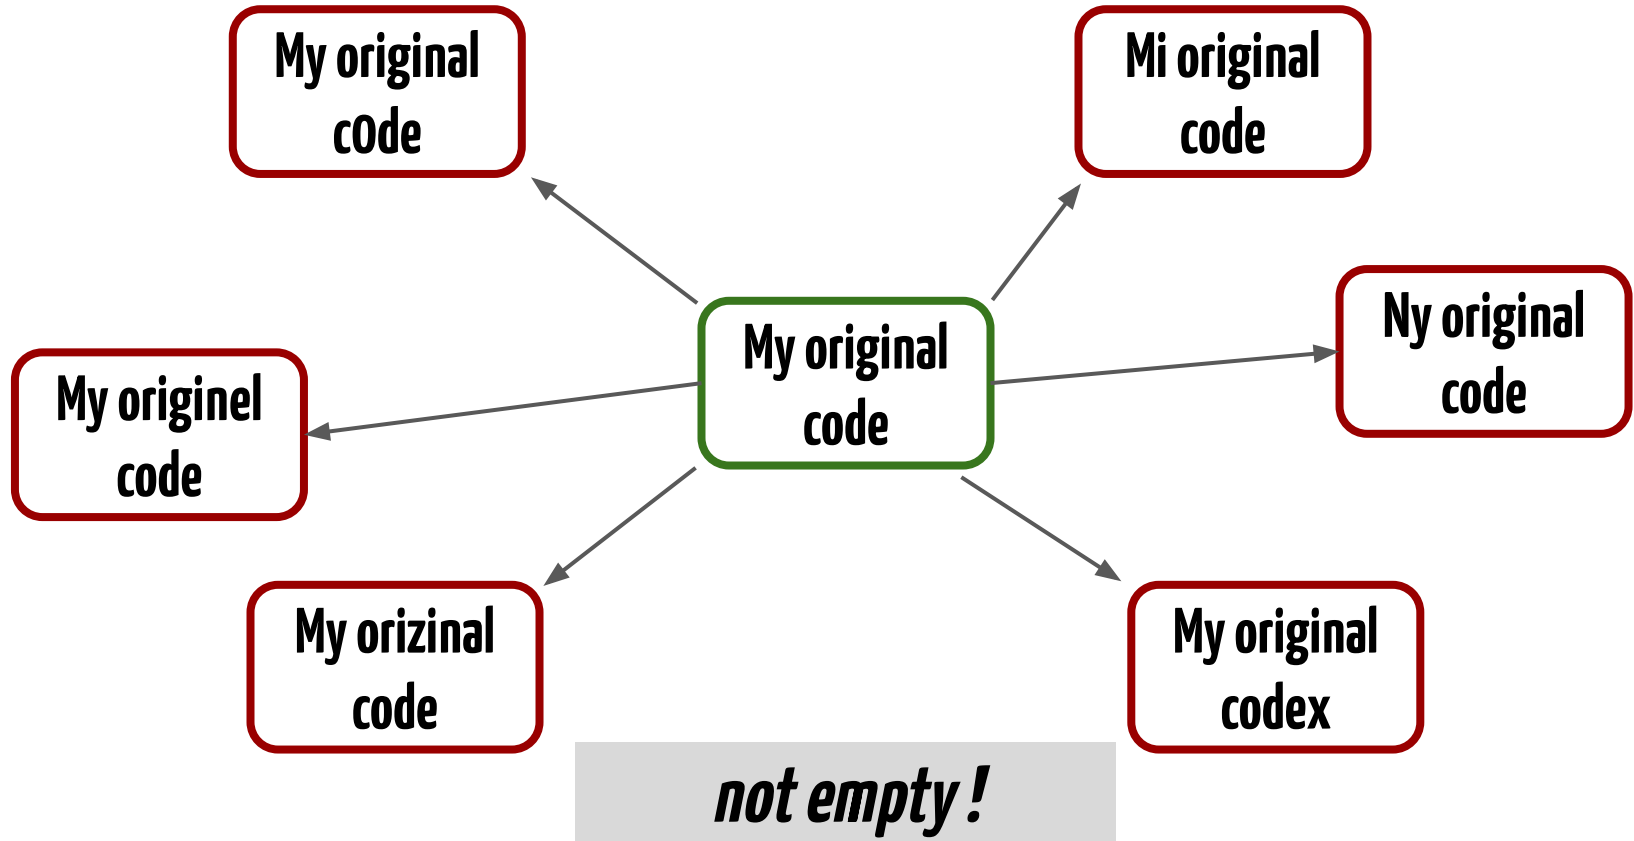 My original
c0de
Mi original
code
Ny original
code
My original
code
My originel
code
My orizinal
code
My original
codex
not empty !